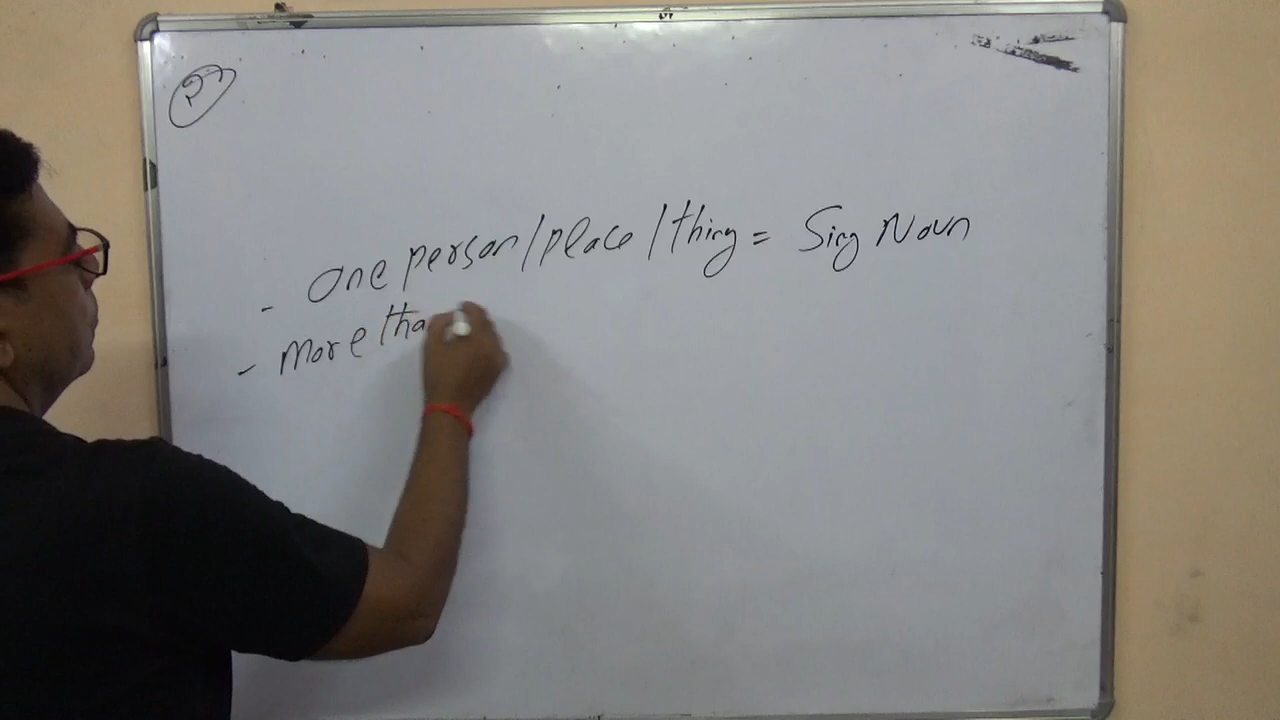 - One person/place/thing = Sing Noun
- More tha